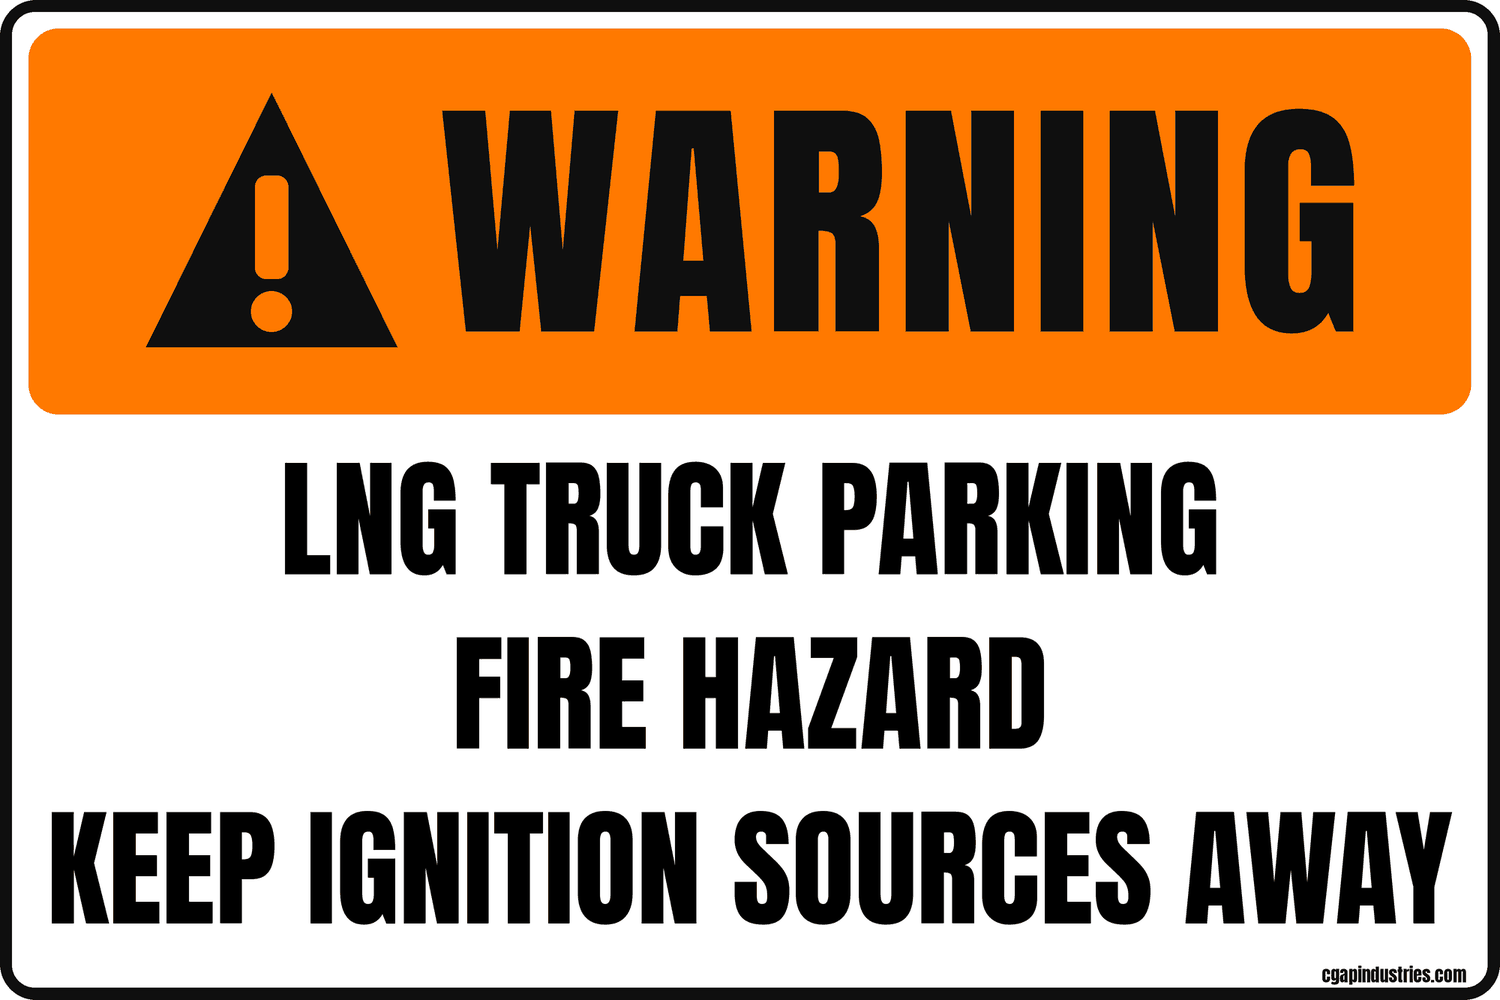 WARNING
LNG TRUCK PARKING
FIRE HAZARD
KEEP IGNITION SOURCES AWAY
cgapindustries.com